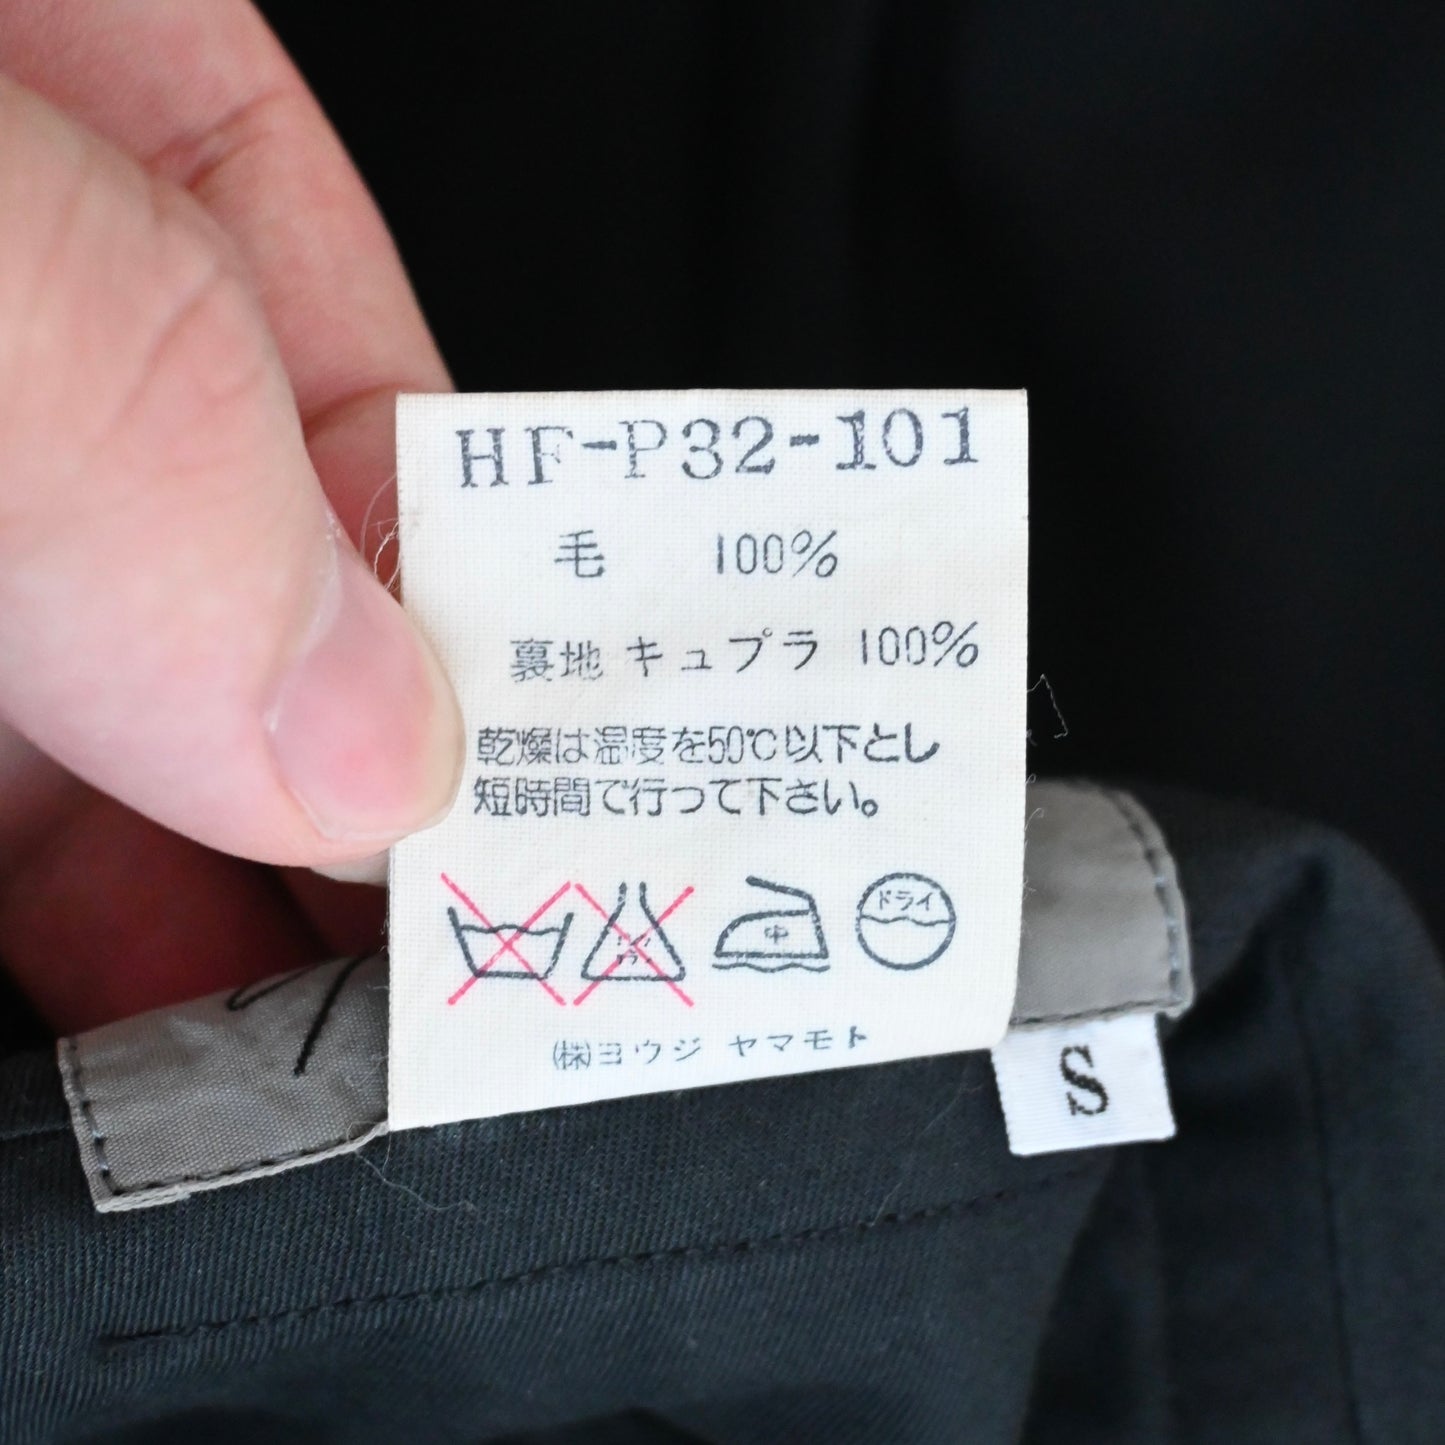 HF-P32-101
毛 100%
裏地 キュプラ 100%
乾燥は温度を50℃以下とし
短時間で行って下さい。
中
ドライ
㈱ヨウジ ヤマモト
S